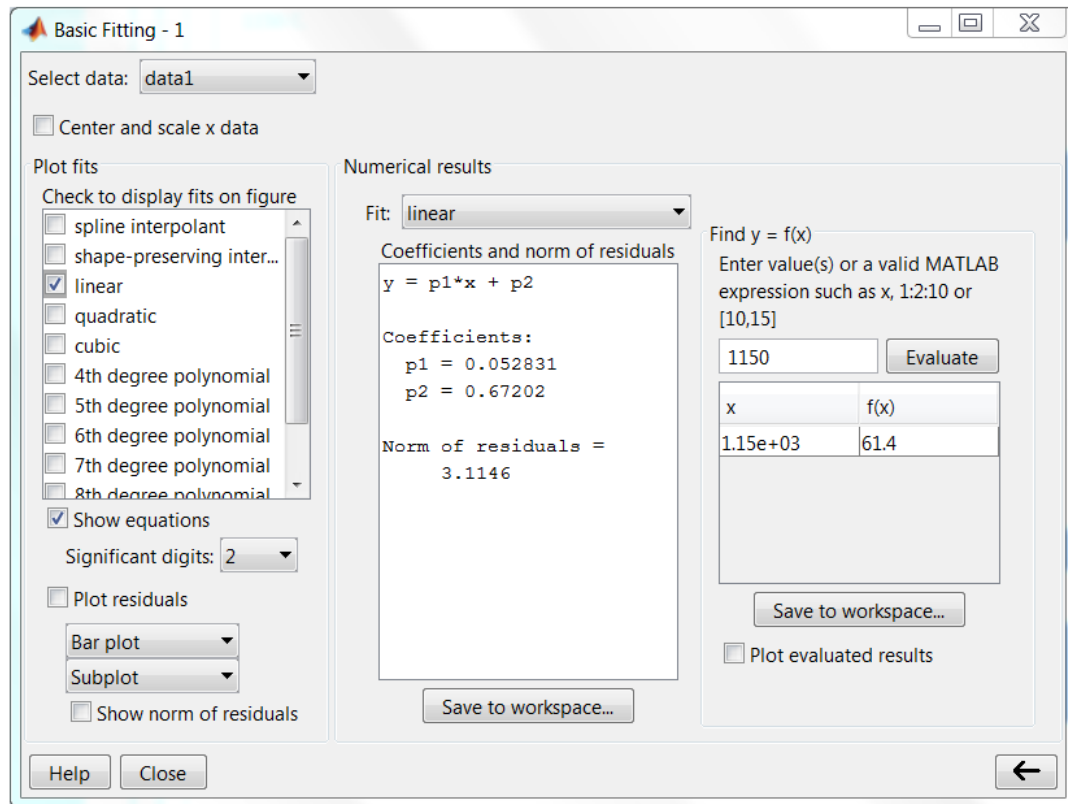 Basic Fitting - 1
Select data: data1
Center and scale x data
Plot fits
Check to display fits on figure
spline interpolant
shape-preserving inter...
linear
quadratic
cubic
4th degree polynomial
5th degree polynomial
6th degree polynomial
7th degree polynomial
8th degree polynomial
Show equations
Significant digits: 2
Plot residuals
Bar plot
Subplot
Show norm of residuals
Numerical results
Fit: linear
Coefficients and norm of residuals
y = p1*x + p2
Coefficients:
p1 = 0.052831
p2 = 0.67202
Norm of residuals =
3.1146
Save to workspace...
Find y = f(x)
Enter value(s) or a valid MATLAB
expression such as x, 1:2:10 or
[10,15]
1150 Evaluate
x f(x)
1.15e+03 61.4
Save to workspace...
Plot evaluated results
Help Close